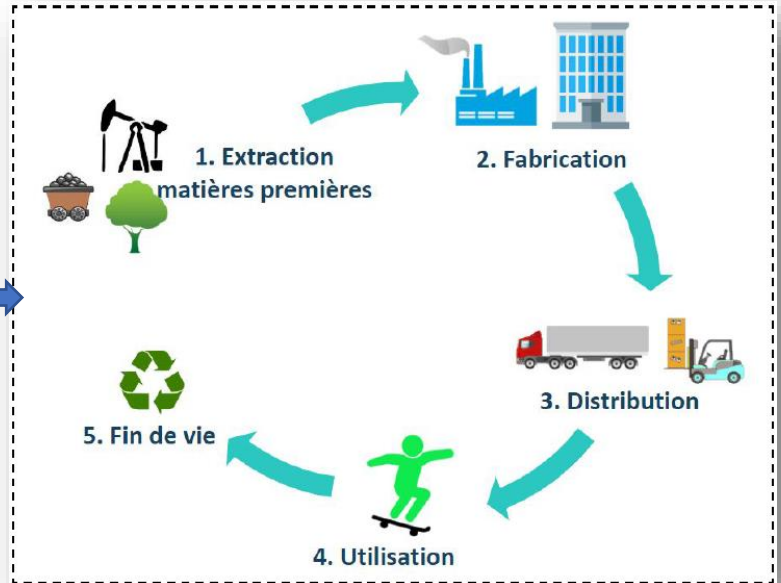 1. Extraction
matières premières
2. Fabrication
3. Distribution
4. Utilisation
5. Fin de vie